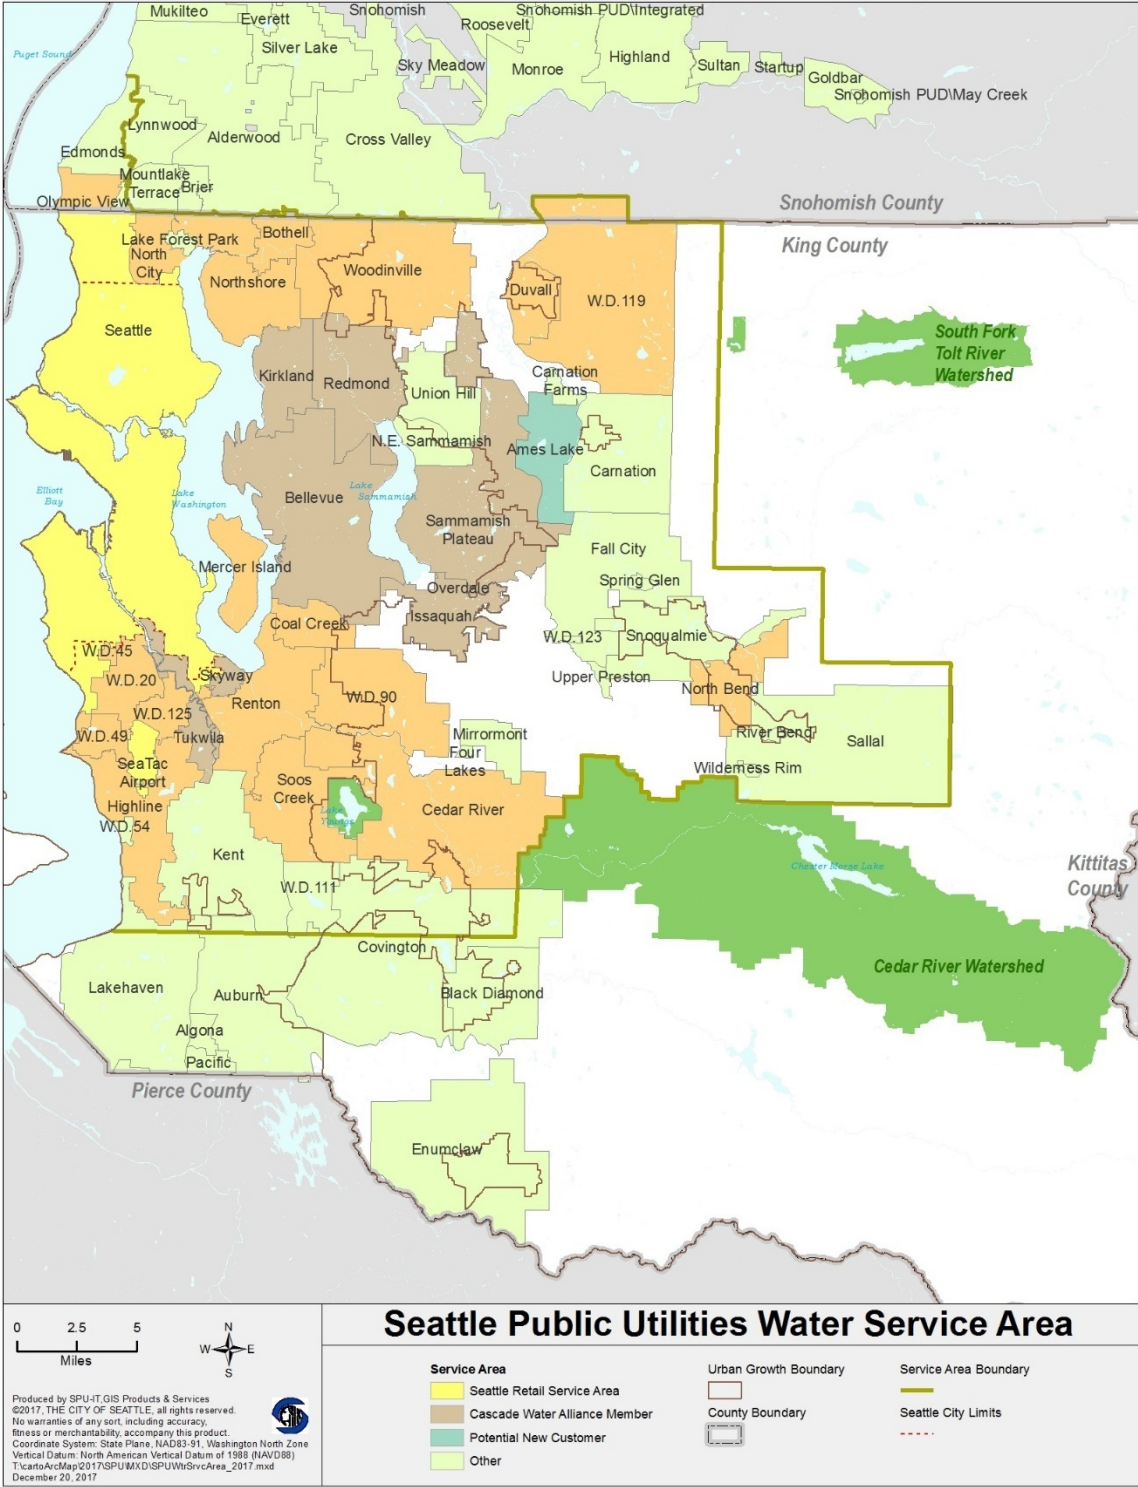 Mukilteo
Everett
Snohomish
Snohomish PUD\Integrated
Roosevelt
Silver Lake
Puget Sound
Sky Meadow
Monroe
Highland
Sultan
Startup
Goldbar
Snohomish PUD\May Creek
Lynnwood
Alderwood
Cross Valley
Edmonds
Mountlake
Terrace
Brier
Olympic View
Snohomish County
King County
Lake Forest Park
Bothell
North
City
Woodinville
Northshore
Duvall
W.D.119
Seattle
South Fork
Tolt River
Watershed
Kirkland
Redmond
Union Hill
Carnation
Farms
N.E. Sammamish
Ames Lake
Carnation
Elliott
Bay
Lake
Washington
Bellevue
Lake
Sammamish
Sammamish
Plateau
Fall City
Mercer Island
Spring Glen
Overdale
Issaquah
Coal Creek
W.D.123
Snoqualmie
W.D.45
W.D.20
Skyway
Upper Preston
North Bend
W.D.90
Renton
W.D.125
W.D.49
Tukwila
Mirrormont
River Bend
Sallal
Four
Lakes
SeaTac
Airport
Wilderness Rim
Soos
Creek
Highline
Cedar River
Lake
Youngs
W.D.54
Kent
W.D.111
Chester Morse Lake
Kittitas
County
Covington
Cedar River Watershed
Lakehaven
Auburn
Black Diamond
Algona
Pacific
Pierce County
Enumclaw
Seattle Public Utilities Water Service Area
0 2.5 5
Miles
N
W E
S
Service Area
Seattle Retail Service Area
Cascade Water Alliance Member
Potential New Customer
Other
Urban Growth Boundary
County Boundary
Service Area Boundary
Seattle City Limits
Produced by SPU-IT,GIS Products & Services
©2017, THE CITY OF SEATTLE, all rights reserved.
No warranties of any sort, including accuracy,
fitness or merchantability, accompany this product.
Coordinate System: State Plane, NAD83-91, Washington North Zone
Vertical Datum: North American Vertical Datum of 1988 (NAVD88)
T:\cartoArcMap\2017\SPU\MXD\SPUWtrSrvcArea_2017.mxd
December 20, 2017